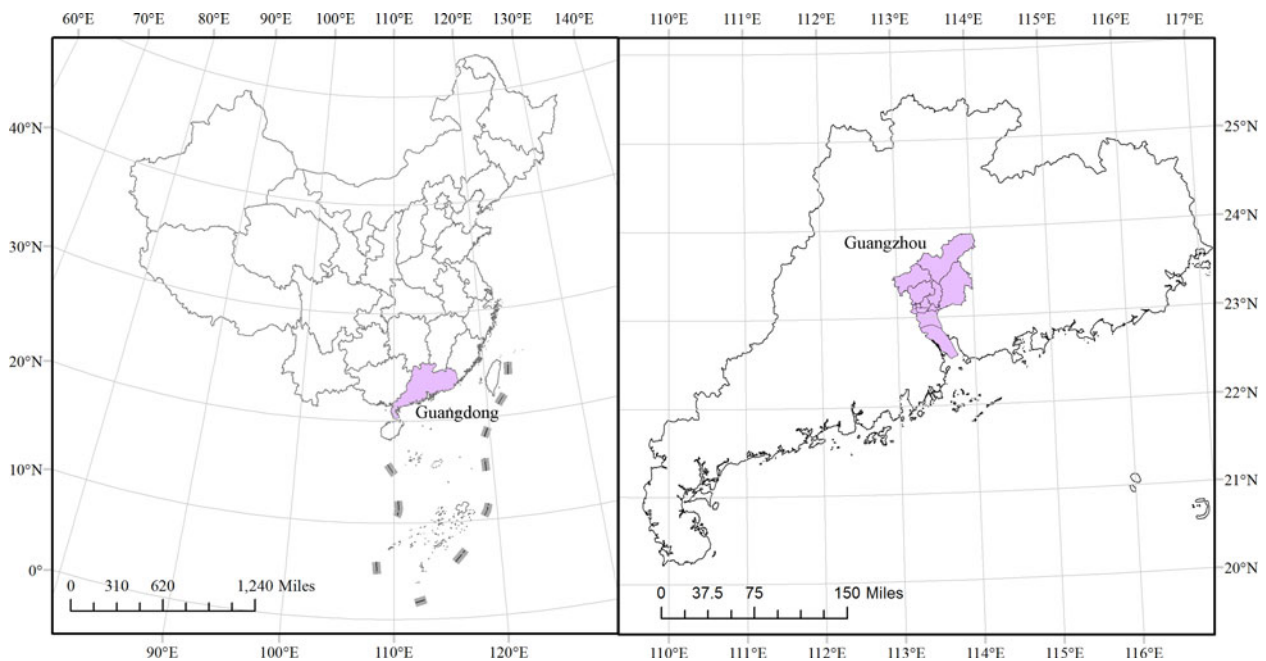 60°E 70°E 80°E 90°E 100°E 110°E 120°E 130°E 140°E
40°N
30°N
20°N
10°N
0°
Guangdong
0 310 620 1,240 Miles
90°E 100°E 110°E 120°E
110°E 111°E 112°E 113°E 114°E 115°E 116°E 117°E
25°N
24°N
23°N
22°N
21°N
20°N
Guangzhou
0 37.5 75 150 Miles
110°E 111°E 112°E 113°E 114°E 115°E 116°E